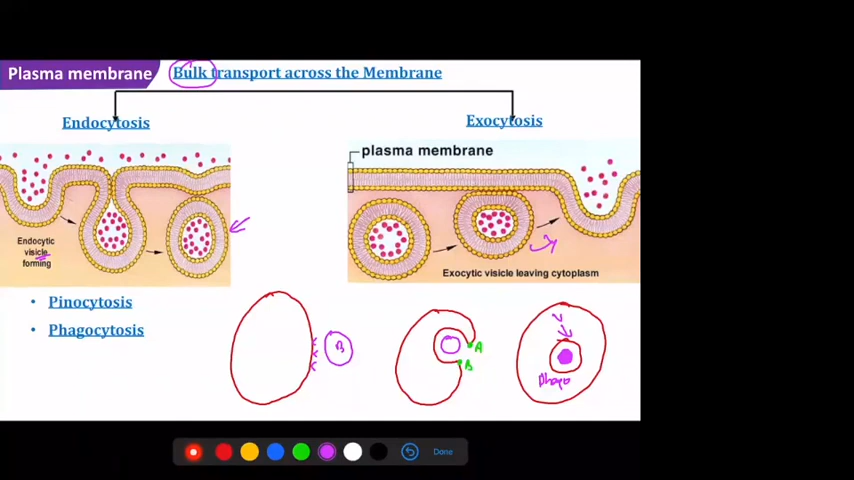 Plasma membrane
Bulk transport across the Membrane
Endocytosis
Exocytosis
plasma membrane
Endocytic
visicle
forming
Exocytic visicle leaving cytoplasm
• Pinocytosis
• Phagocytosis
B
A
B
Phago
Done